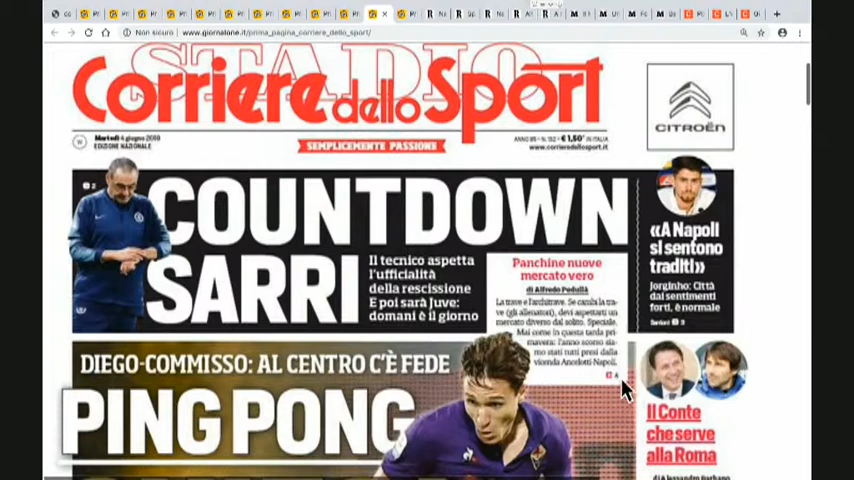 Non sicuro | www.giornalone.it/prima_pagina_corriere_dello_sport/
STADIO
Corriere dello Sport
Martedì 4 giugno 2019
EDIZIONE NAZIONALE
SEMPLICEMENTE PASSIONE
€ 1,50* IN ITALIA
www.corrieredellosport.it
CITROËN
COUNTDOWN
SARRI
Il tecnico aspetta
l'ufficialità
della rescissione
E poi sarà Juve:
domani è il giorno
Panchine nuove
mercato vero
di Alfredo Pedullà
La trave e l'architrave. Se cambi la tra-
ve (gli allenatori), devi aspettarti un
mercato diverso dal solito. Speciale.
Mai come in questa tarda pri-
mavera: l'anno scorso sia-
mo stati tutti presi dalla
vicenda Ancelotti-Napoli.
«A Napoli
si sentono
traditi»
Jorginho: Città
dai sentimenti
forti, è normale
DIEGO-COMMISSO: AL CENTRO C'È FEDE
PING PONG
Il Conte
che serve
alla Roma
di Alessandro Barbano